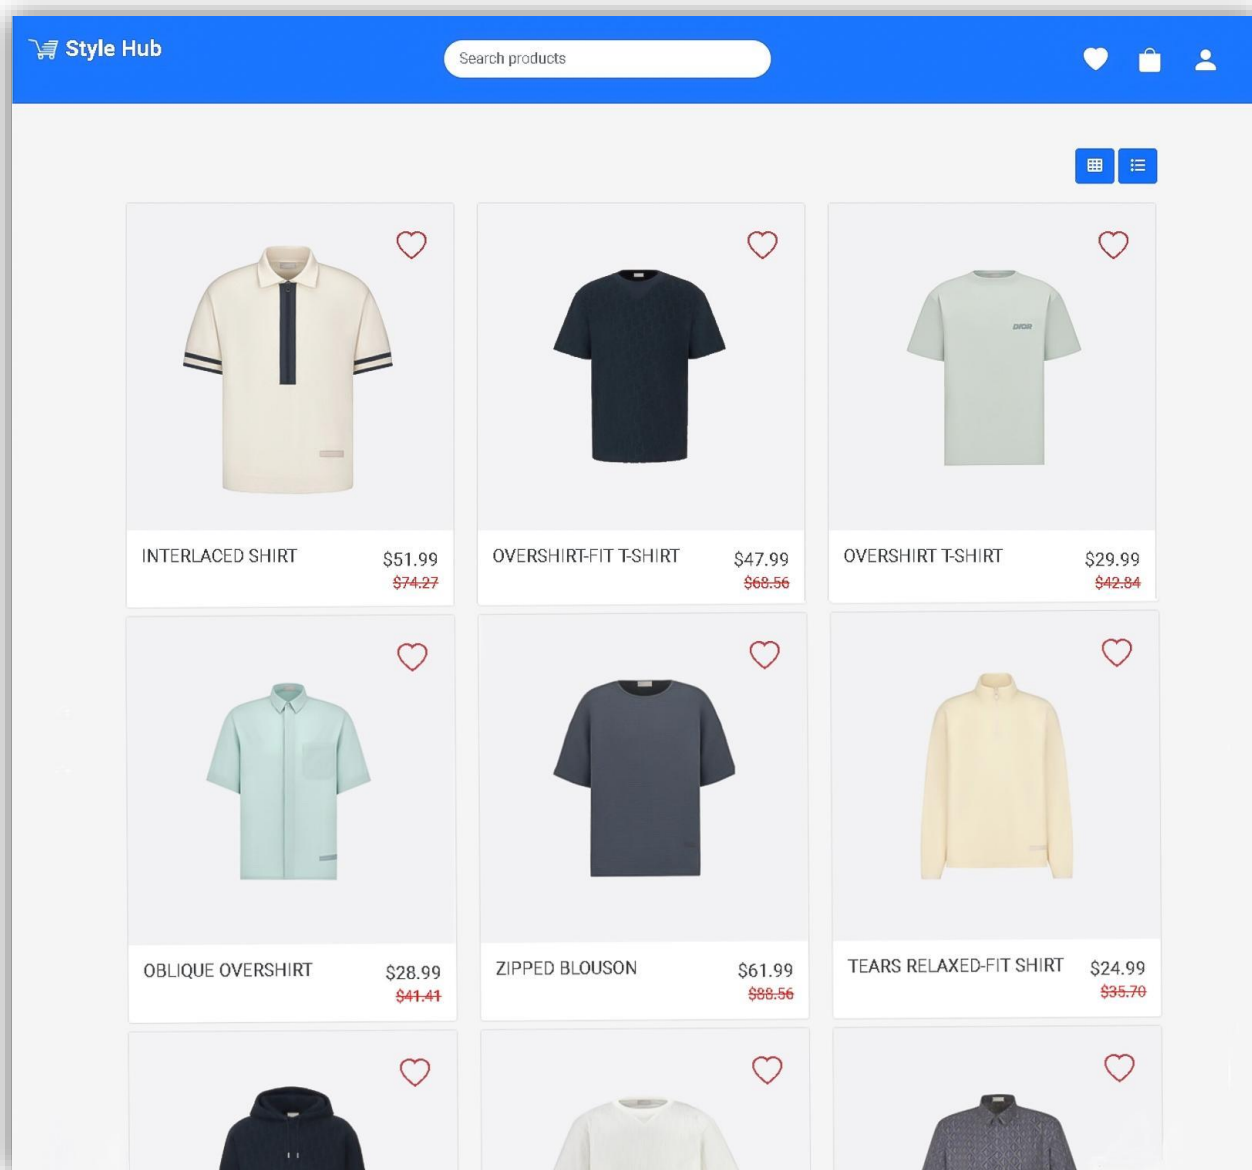 Style Hub
Search products
DIOR
INTERLACED SHIRT
$51.99
$74.27
OVERSHIRT-FIT T-SHIRT
$47.99
$68.56
OVERSHIRT T-SHIRT
$29.99
$42.84
OBLIQUE OVERSHIRT
$28.99
$41.41
ZIPPED BLOUSON
$61.99
$88.56
TEARS RELAXED-FIT SHIRT
$24.99
$35.70